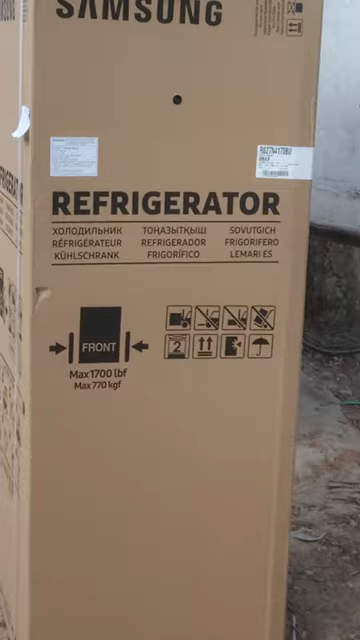 SAMSUNG
REFRIGERATOR
ХОЛОДИЛЬНИК ТОҢАЗЫТҚЫШ SOVUTGICH
RÉFRIGÉRATEUR REFRIGERADOR FRIGORIFERO
KÜHLSCHRANK FRIGORÍFICO LEMARI ES
FRONT
2
Max 1700 lbf
Max 770 kgf